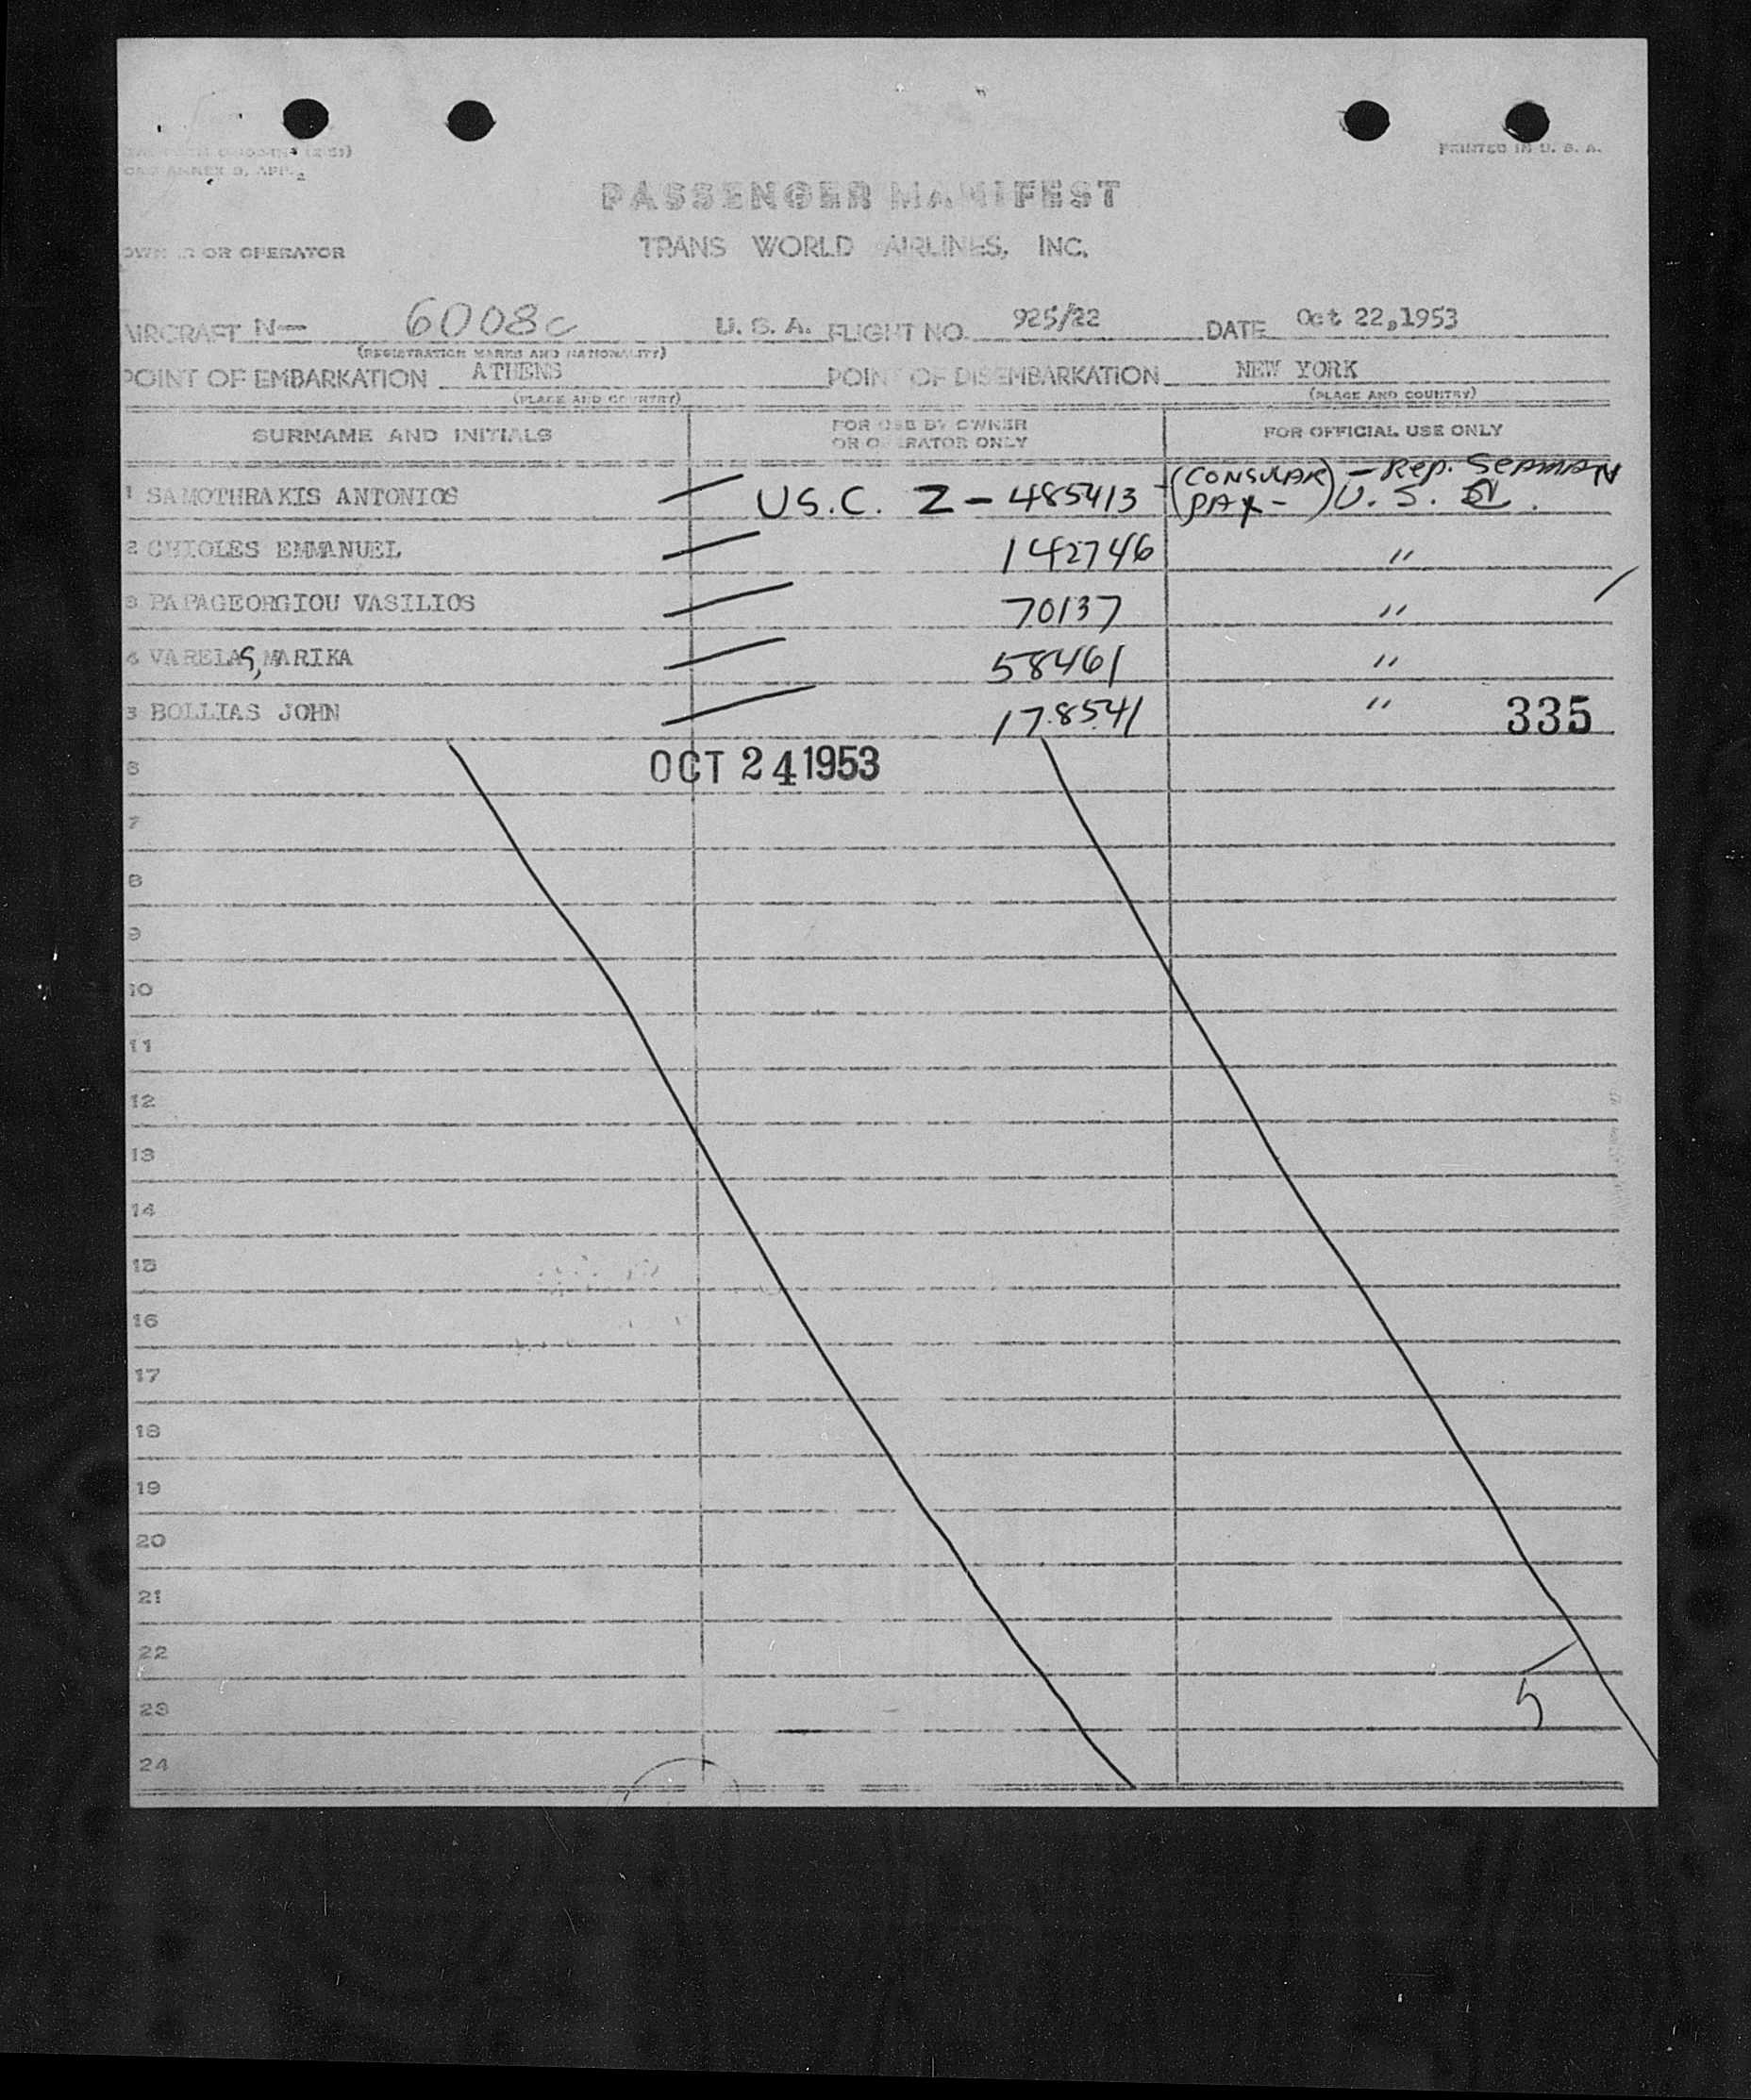 PRINTED IN U. S. A.
PASSENGER MANIFEST
OR OPERATOR
TRANS WORLD AIRLINES, INC.
AIRCRAFT N— 6008c U. S. A. FLIGHT NO. 925/22 DATE Oct 22,1953
(REGISTRATION MARKS AND NATIONALITY)
POINT OF EMBARKATION ATHENS POINT OF DISEMBARKATION NEW YORK
(PLACE AND COUNTRY) (PLACE AND COUNTRY)
SURNAME AND INITIALS FOR USE BY OWNER OR OPERATOR ONLY FOR OFFICIAL USE ONLY
1 SAMOTHRAKIS ANTONIOS US.C. Z-485413 (CONSULAR PAX-) - Rep. SEAMAN U. S.
2 CHIOLES EMMANUEL 142746 "
3 PAPAGEORGIOU VASILIOS 70137 "
4 VARELAS, MARIKA 58461 "
5 BOLLIAS JOHN 178541 " 335
6 OCT 24 1953
7
8
9
10
11
12
13
14
15
16
17
18
19
20
21
22
23 5
24